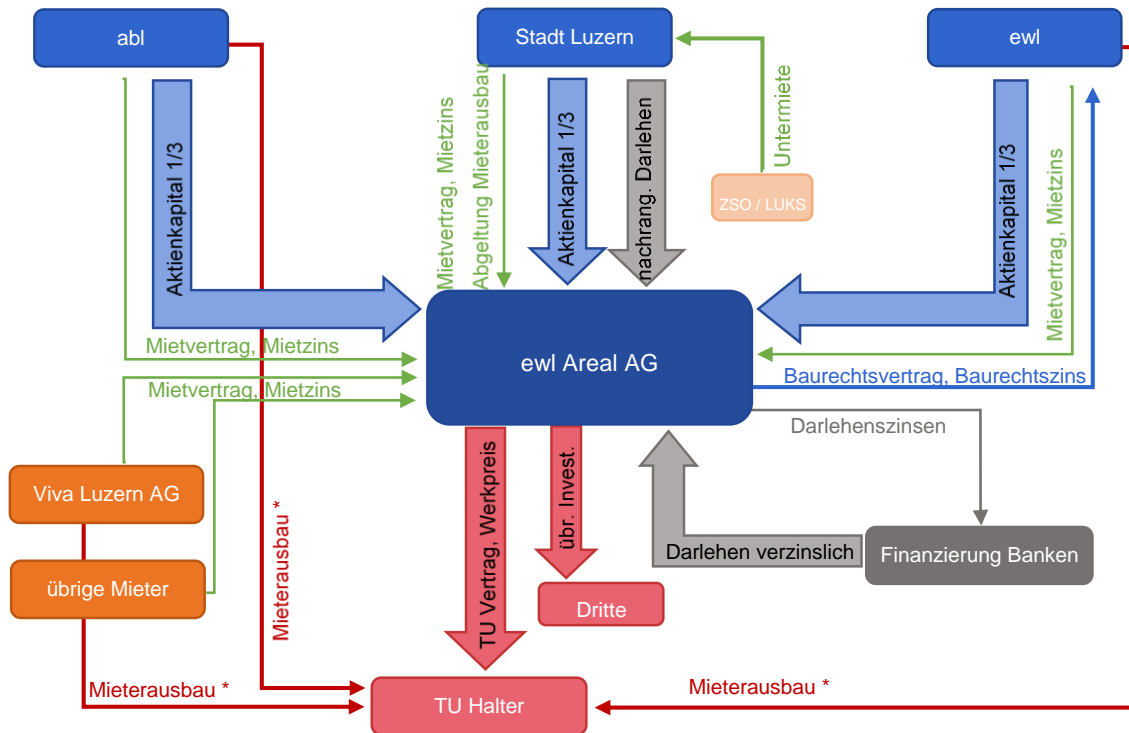 abl
Stadt Luzern
ewl
Aktienkapital 1/3
Mietvertrag, Mietzins
Abgeltung Mieterausbau
Aktienkapital 1/3
nachrang. Darlehen
Untermiete
ZSO / LUKS
Aktienkapital 1/3
Mietvertrag, Mietzins
ewl Areal AG
Mietvertrag, Mietzins
Mietvertrag, Mietzins
Baurechtsvertrag, Baurechtszins
Darlehenszinsen
Viva Luzern AG
übrige Mieter
Mieterausbau *
TU Vertrag, Werkpreis
übr. Invest.
Darlehen verzinslich
Finanzierung Banken
Dritte
Mieterausbau *
TU Halter
Mieterausbau *